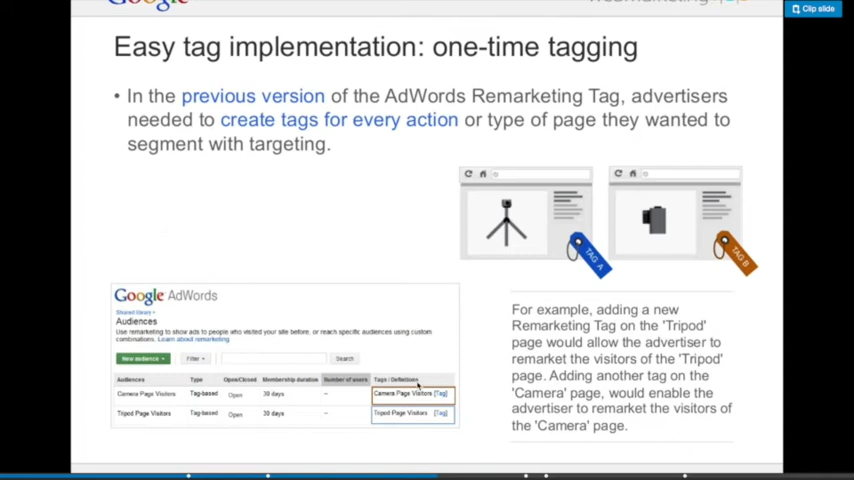 Google
Clip slide
Easy tag implementation: one-time tagging
• In the previous version of the AdWords Remarketing Tag, advertisers
needed to create tags for every action or type of page they wanted to
segment with targeting.
TAG A
TAG B
Google AdWords
Shared library >
Audiences
Use remarketing to show ads to people who visited your site before, or reach specific audiences using custom
combinations. Learn about remarketing
New audience
Filter
Search
Audiences Type Open/Closed Membership duration Number of users Tags / Definitions
Camera Page Visitors Tag-based Open 30 days -- Camera Page Visitors [Tag]
Tripod Page Visitors Tag-based Open 30 days -- Tripod Page Visitors [Tag]
For example, adding a new
Remarketing Tag on the 'Tripod'
page would allow the advertiser to
remarket the visitors of the 'Tripod'
page. Adding another tag on the
'Camera' page, would enable the
advertiser to remarket the visitors of
the 'Camera' page.